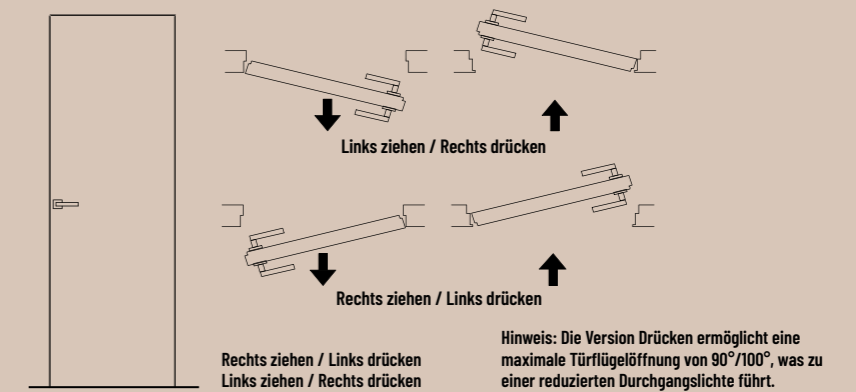 Links ziehen / Rechts drücken
Rechts ziehen / Links drücken
Rechts ziehen / Links drücken
Links ziehen / Rechts drücken
Hinweis: Die Version Drücken ermöglicht eine
maximale Türflügelöffnung von 90°/100°, was zu
einer reduzierten Durchgangslichte führt.